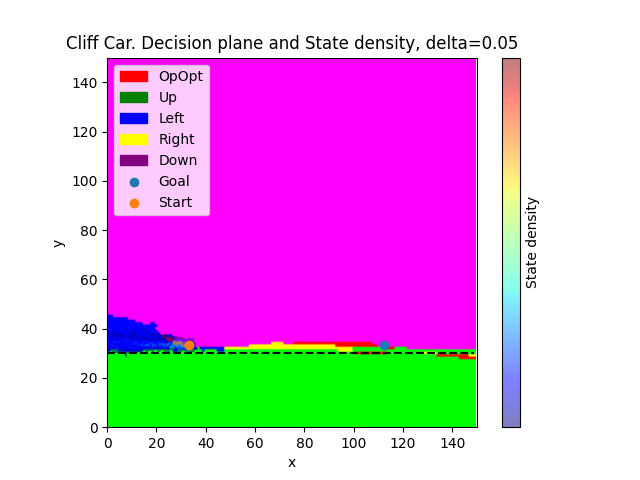 Cliff Car. Decision plane and State density, delta=0.05
140
120
100
80
60
40
20
0
y
OpOpt
Up
Left
Right
Down
Goal
Start
0 20 40 60 80 100 120 140
x
State density